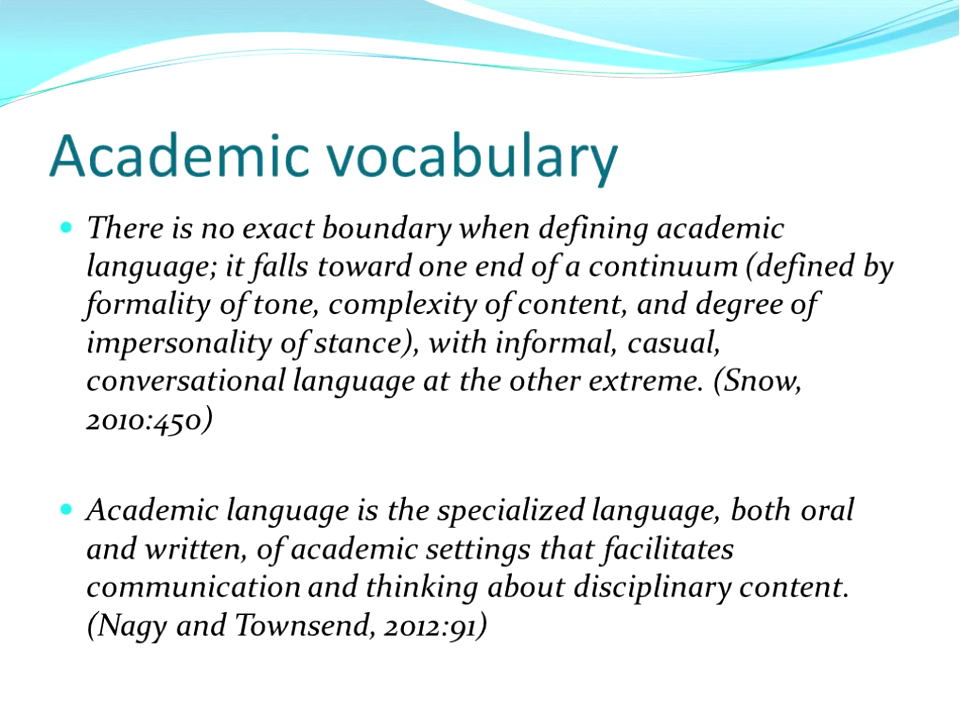 Academic vocabulary
There is no exact boundary when defining academic
language; it falls toward one end of a continuum (defined by
formality of tone, complexity of content, and degree of
impersonality of stance), with informal, casual,
conversational language at the other extreme. (Snow,
2010:450)
Academic language is the specialized language, both oral
and written, of academic settings that facilitates
communication and thinking about disciplinary content.
(Nagy and Townsend, 2012:91)